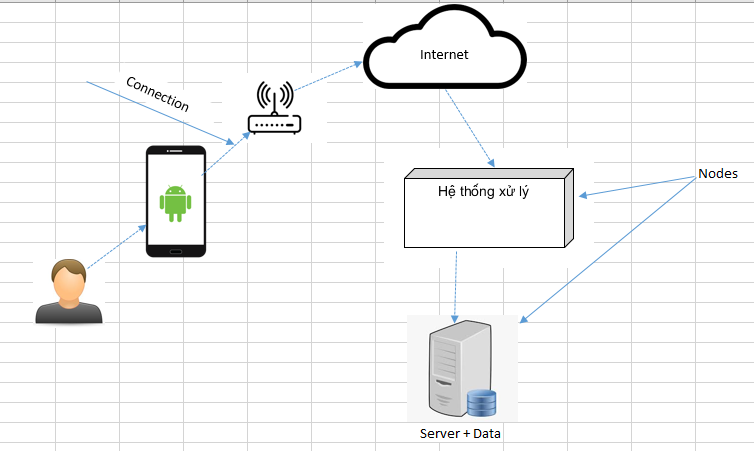 Internet
Connection
Hệ thống xử lý
Nodes
Server + Data